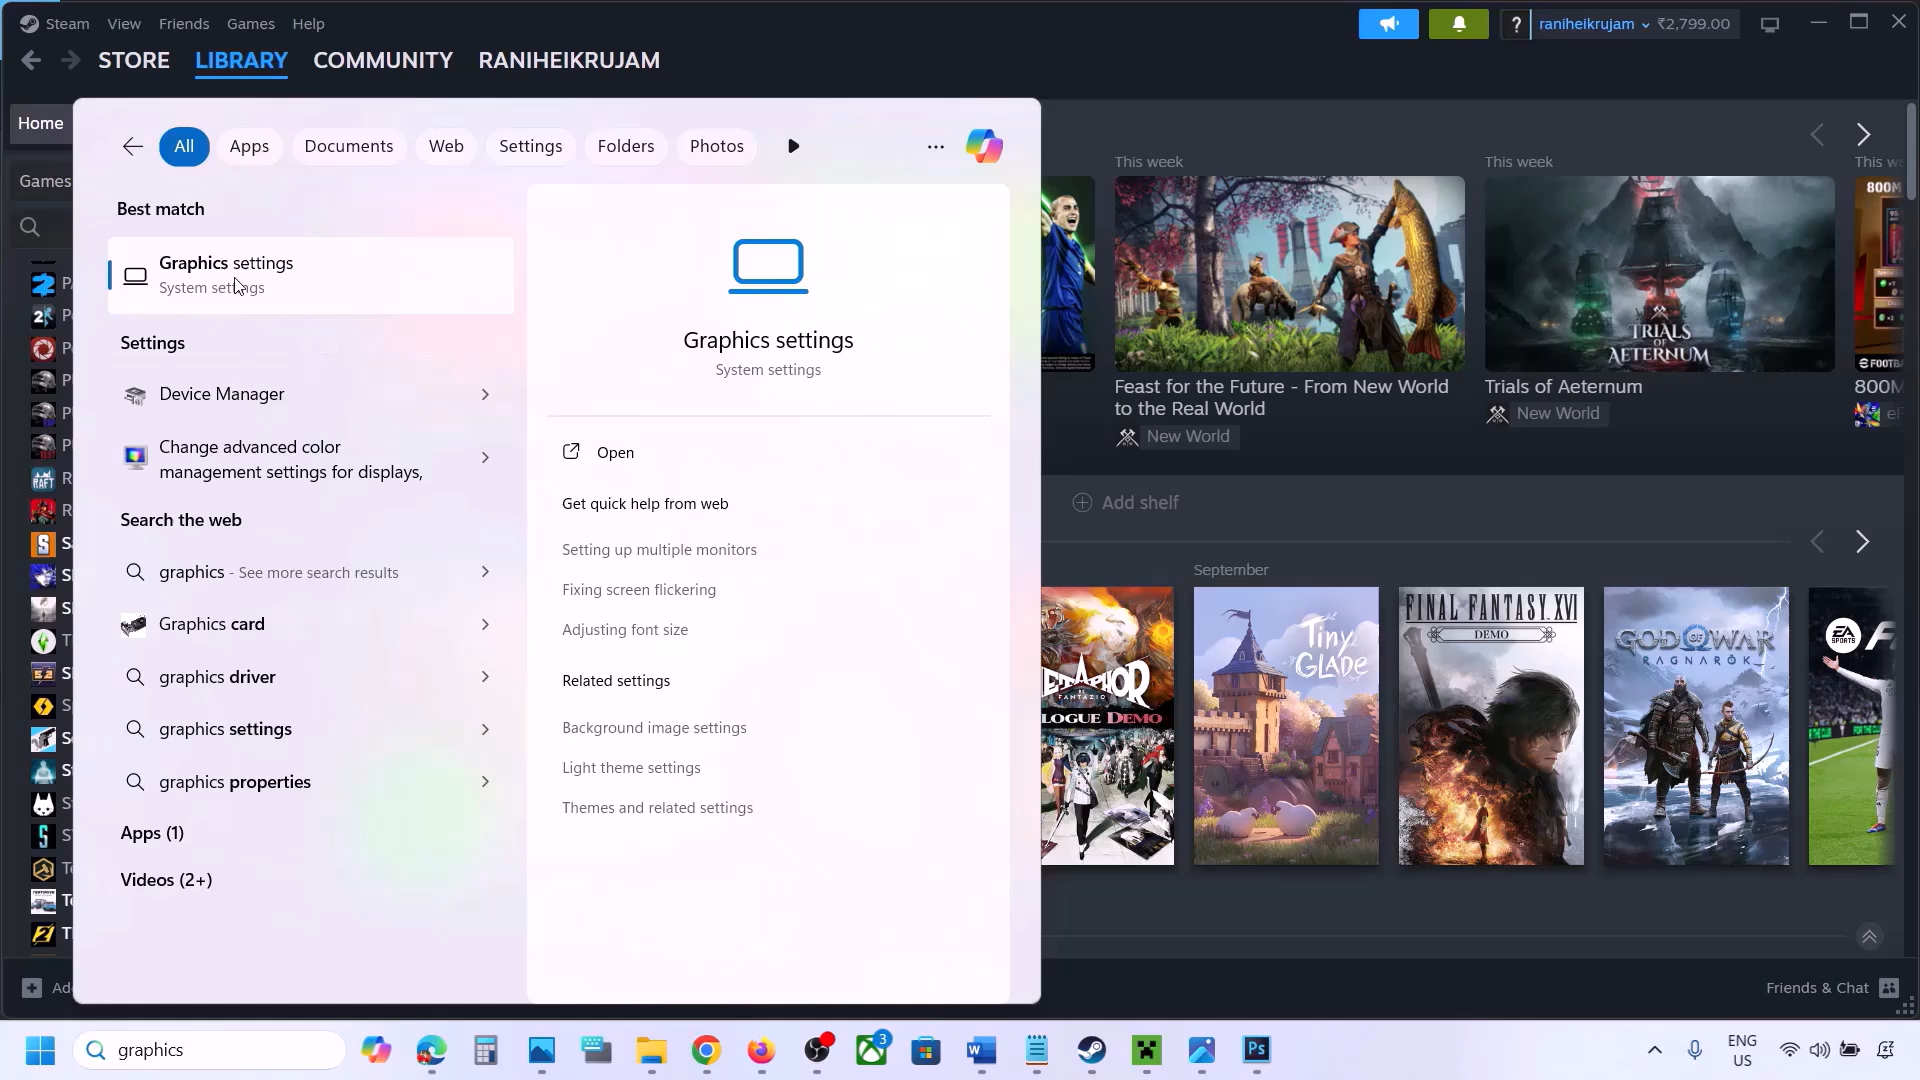 Steam
View
Friends
Games
Help
?
raniheikrujam
₹2,799.00
STORE
LIBRARY
COMMUNITY
RANIHEIKRUJAM
Home
Games
All
Apps
Documents
Web
Settings
Folders
Photos
Best match
Graphics settings
System settings
Settings
Device Manager
Change advanced color
management settings for displays,
Search the web
graphics - See more search results
Graphics card
graphics driver
graphics settings
graphics properties
Apps (1)
Videos (2+)
Graphics settings
System settings
Open
Get quick help from web
Setting up multiple monitors
Fixing screen flickering
Adjusting font size
Related settings
Background image settings
Light theme settings
Themes and related settings
This week
This week
Feast for the Future - From New World
to the Real World
New World
TRIALS
OF
AETERNUM
Trials of Aeternum
New World
800M
Add shelf
September
DEMO
Tiny
GLADE
FINAL FANTASY XVI
DEMO
GOD OF WAR
RAGNARÖK
EA
SPORTS
Friends & Chat
graphics
3
W
Ps
ENG
US